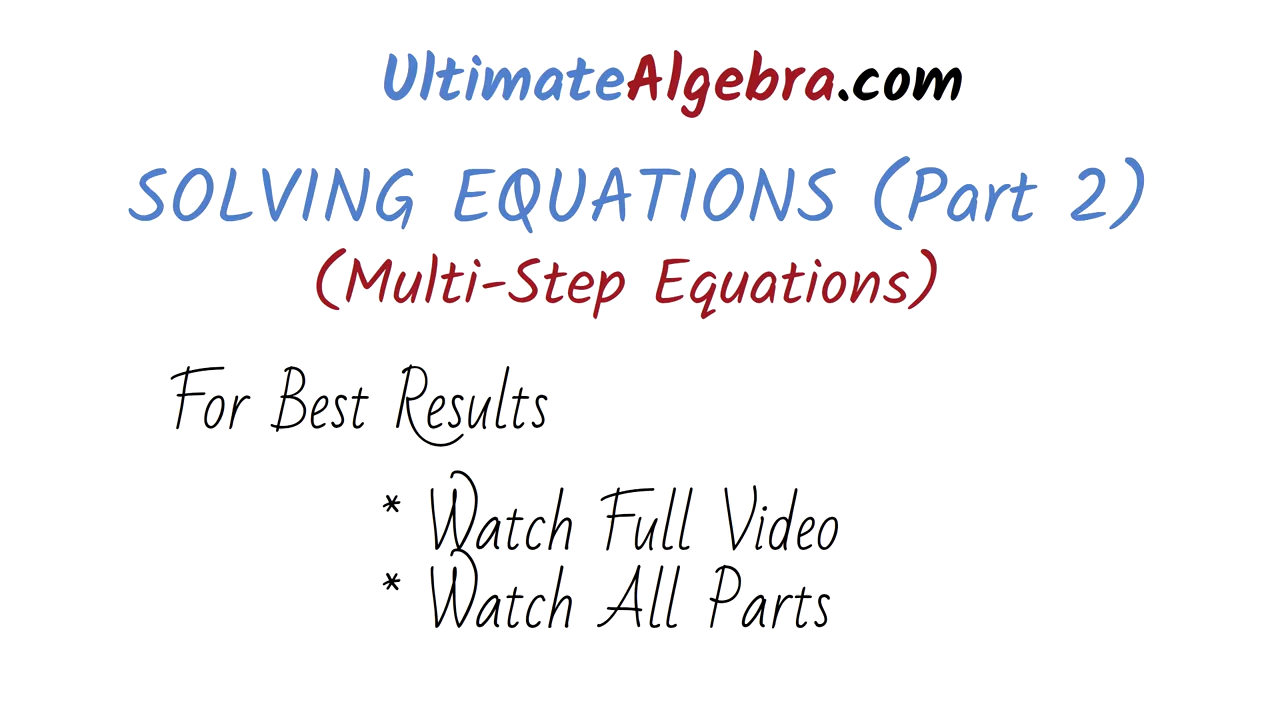 UltimateAlgebra.com
SOLVING EQUATIONS (Part 2)
(Multi-Step Equations)
For Best Results
* Watch Full Video
* Watch All Parts